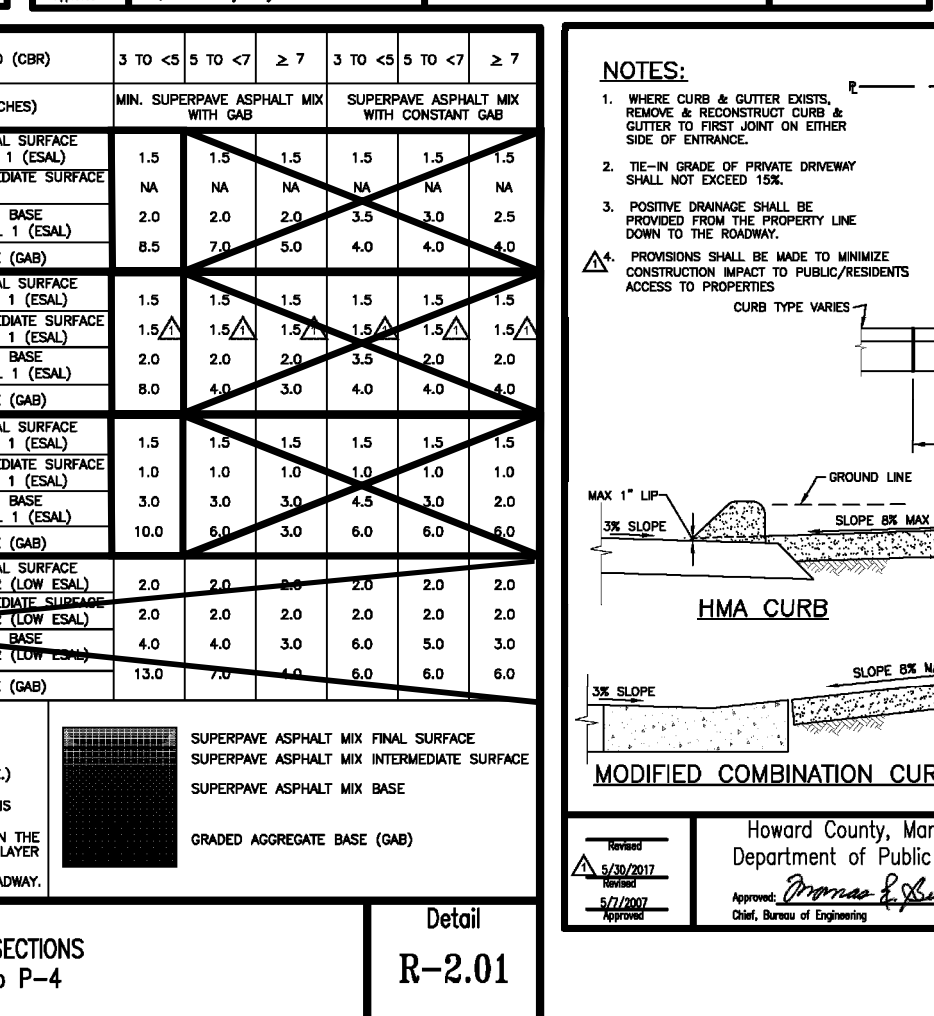 (CBR) 3 TO <5 5 TO <7 ≥ 7 3 TO <5 5 TO <7 ≥ 7
CHES) MIN. SUPERPAVE ASPHALT MIX SUPERPAVE ASPHALT MIX
WITH GAB WITH CONSTANT GAB
AL SURFACE
1 (ESAL) 1.5 1.5 1.5 1.5 1.5 1.5
DIATE SURFACE NA NA NA NA NA NA
BASE 2.0 2.0 2.0 3.5 3.0 2.5
1 (ESAL)
(GAB) 8.5 7.0 5.0 4.0 4.0 4.0
AL SURFACE
1 (ESAL) 1.5 1.5 1.5 1.5 1.5 1.5
DIATE SURFACE
1 (ESAL) 1.5 1 1.5 1 1.5 1 1.5 1 1.5 1 1.5 1
BASE 2.0 2.0 2.0 3.5 2.0 2.0
1 (ESAL)
(GAB) 8.0 4.0 3.0 4.0 4.0 4.0
AL SURFACE
1 (ESAL) 1.5 1.5 1.5 1.5 1.5 1.5
DIATE SURFACE
1 (ESAL) 1.0 1.0 1.0 1.0 1.0 1.0
BASE 3.0 3.0 3.0 4.5 3.0 2.0
1 (ESAL)
(GAB) 10.0 6.0 3.0 6.0 6.0 6.0
AL SURFACE
(LOW ESAL) 2.0 2.0 2.0 2.0 2.0 2.0
DIATE SURFACE
(LOW ESAL) 2.0 2.0 2.0 2.0 2.0 2.0
BASE 4.0 4.0 3.0 6.0 5.0 3.0
(LOW ESAL)
(GAB) 13.0 7.0 4.0 6.0 6.0 6.0
SUPERPAVE ASPHALT MIX FINAL SURFACE
SUPERPAVE ASPHALT MIX INTERMEDIATE SURFACE
SUPERPAVE ASPHALT MIX BASE
GRADED AGGREGATE BASE (GAB)
.)
NS
N THE
LAYER
ADWAY.
SECTIONS
P-4
Detail
R-2.01
NOTES:
1. WHERE CURB & GUTTER EXISTS,
REMOVE & RECONSTRUCT CURB &
GUTTER TO FIRST JOINT ON EITHER
SIDE OF ENTRANCE.
2. TIE-IN GRADE OF PRIVATE DRIVEWAY
SHALL NOT EXCEED 15%.
3. POSITIVE DRAINAGE SHALL BE
PROVIDED FROM THE PROPERTY LINE
DOWN TO THE ROADWAY.
1 4. PROVISIONS SHALL BE MADE TO MINIMIZE
CONSTRUCTION IMPACT TO PUBLIC/RESIDENTS
ACCESS TO PROPERTIES
CURB TYPE VARIES
GROUND LINE
MAX 1" LIP
3% SLOPE
SLOPE 8% MAX
HMA CURB
SLOPE 8% MA
3% SLOPE
MODIFIED COMBINATION CUR
Revised
1 5/30/2017
Revised
5/7/2007
Approved
Howard County, Mar
Department of Public
Approved: Thomas E. Bu
Chief, Bureau of Engineering